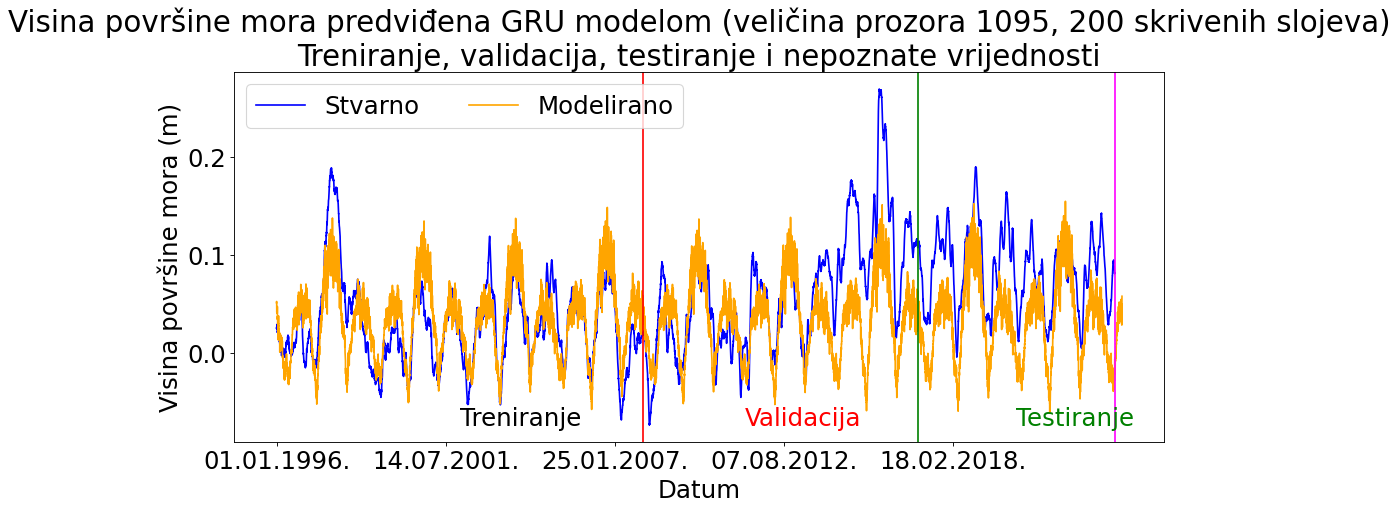 Visina površine mora predviđena GRU modelom (veličina prozora 1095, 200 skrivenih slojeva)
Treniranje, validacija, testiranje i nepoznate vrijednosti
Stvarno
Modelirano
Visina površine mora (m)
0.2
0.1
0.0
Treniranje
Validacija
Testiranje
01.01.1996.
14.07.2001.
25.01.2007.
07.08.2012.
18.02.2018.
Datum